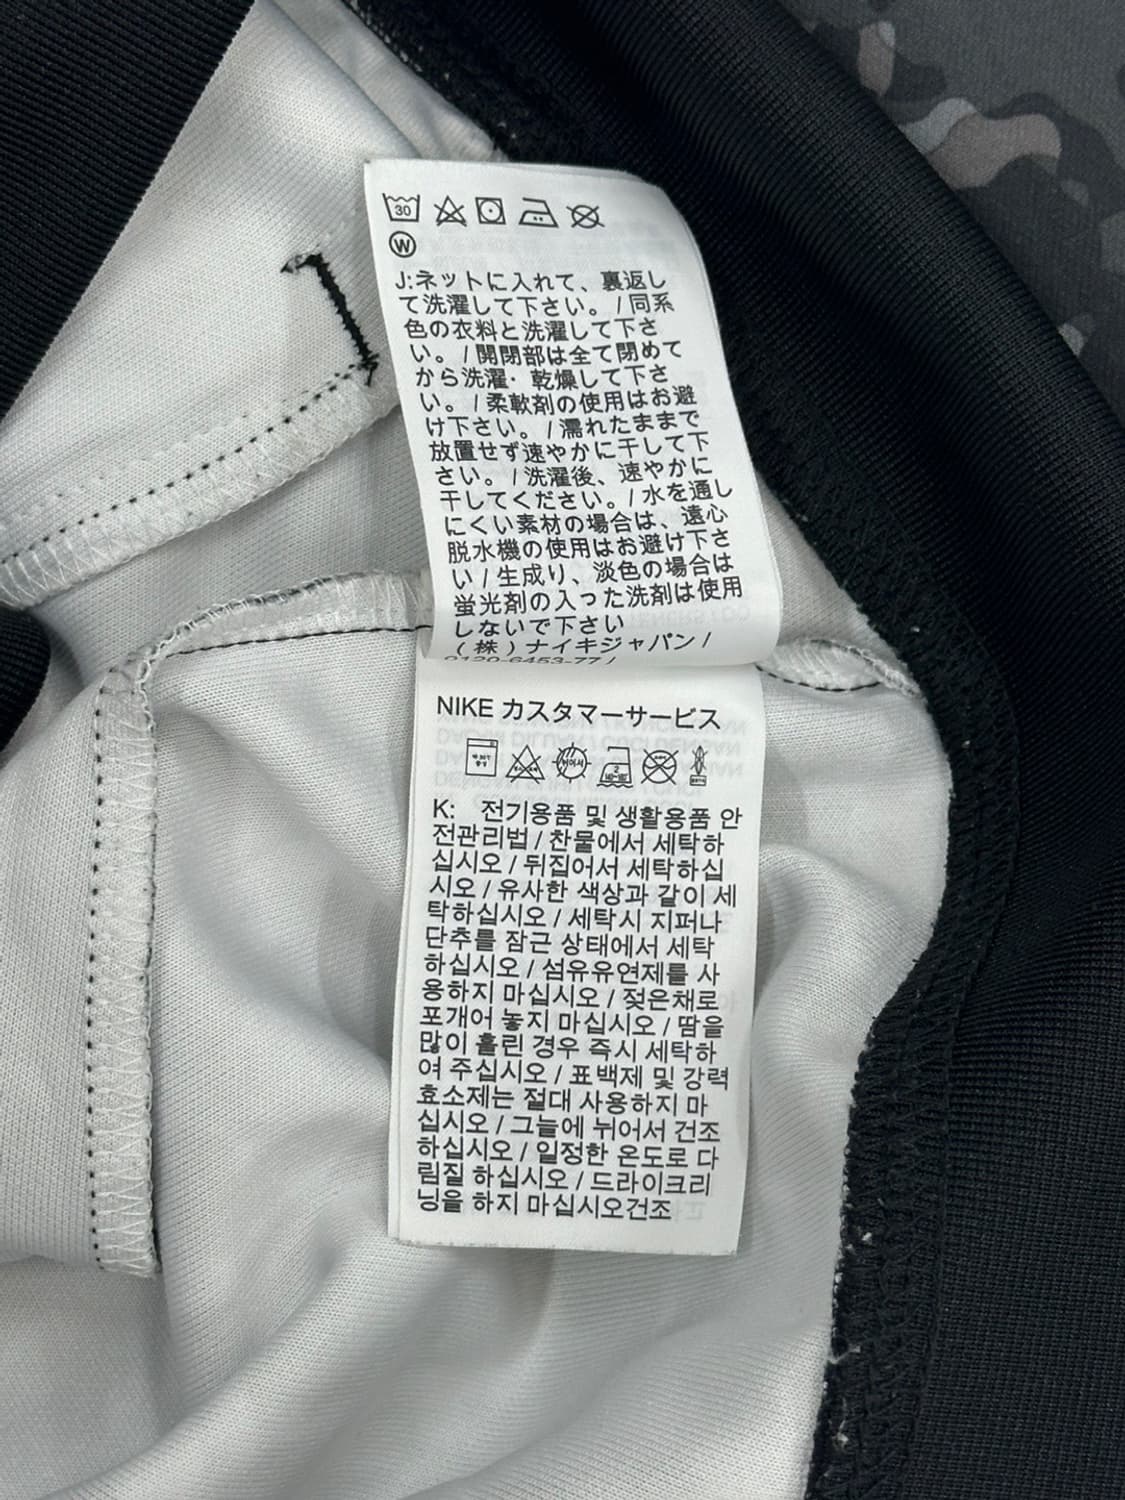 30
W
J:ネットに入れて、裏返し
て洗濯して下さい。/同系
色の衣料と洗濯して下さ
い。/開閉部は全て閉めて
から洗濯・乾燥して下さ
い。/柔軟剤の使用はお避
け下さい。/濡れたままで
放置せず速やかに干して下
さい。/洗濯後、速やかに
干してください。/水を通し
にくい素材の場合は、遠心
脱水機の使用はお避け下さ
い/生成り、淡色の場合は
蛍光剤の入った洗剤は使用
しないで下さい
(株)ナイキジャパン/
0120-6453-77/
NIKE カスタマーサービス
K: 전기용품 및 생활용품 안
전관리법/찬물에서 세탁하
십시오/뒤집어서 세탁하십
시오/유사한 색상과 같이 세
탁하십시오/세탁시 지퍼나
단추를 잠근 상태에서 세탁
하십시오/섬유유연제를 사
용하지 마십시오/젖은채로
포개어 놓지 마십시오/땀을
많이 흘린 경우 즉시 세탁하
여 주십시오/표백제 및 강력
효소제는 절대 사용하지 마
십시오/그늘에 뉘어서 건조
하십시오/일정한 온도로 다
림질 하십시오/드라이크리
닝을 하지 마십시오건조